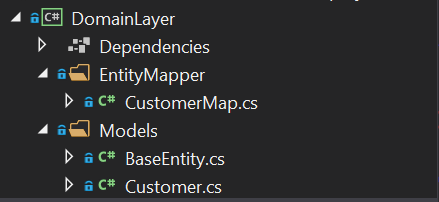 C# DomainLayer
Dependencies
EntityMapper
C# CustomerMap.cs
Models
C# BaseEntity.cs
C# Customer.cs